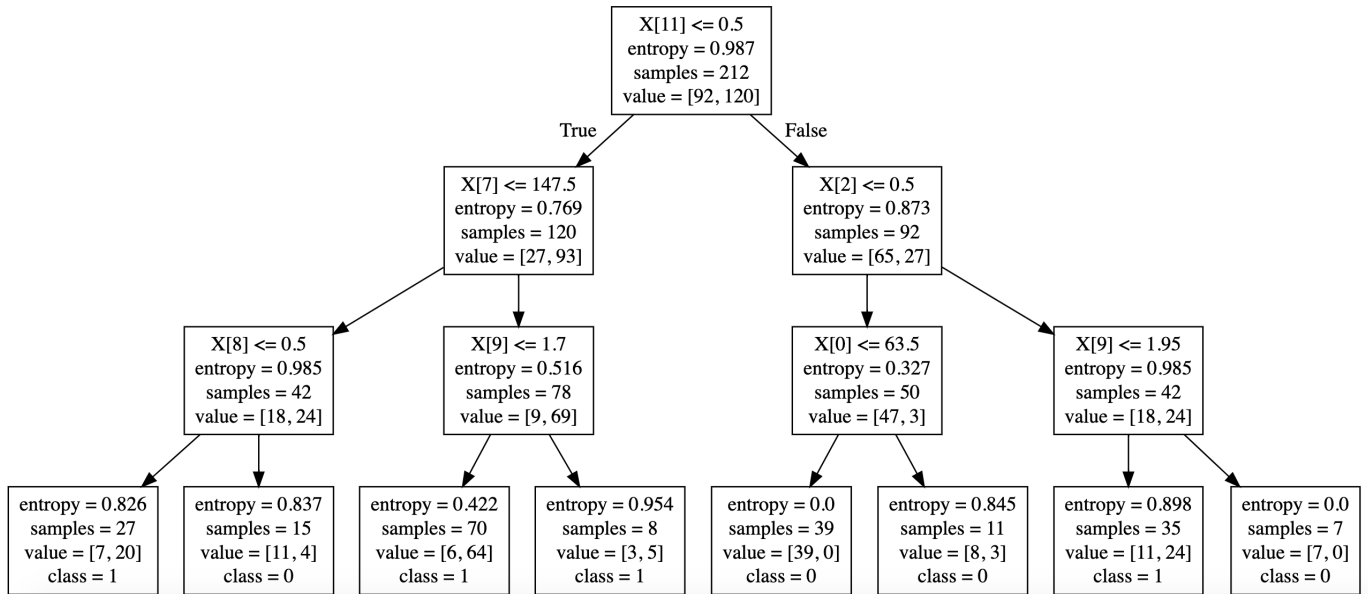 X[11] <= 0.5
entropy = 0.987
samples = 212
value = [92, 120]
True
False
X[7] <= 147.5
entropy = 0.769
samples = 120
value = [27, 93]
X[2] <= 0.5
entropy = 0.873
samples = 92
value = [65, 27]
X[8] <= 0.5
entropy = 0.985
samples = 42
value = [18, 24]
X[9] <= 1.7
entropy = 0.516
samples = 78
value = [9, 69]
X[0] <= 63.5
entropy = 0.327
samples = 50
value = [47, 3]
X[9] <= 1.95
entropy = 0.985
samples = 42
value = [18, 24]
entropy = 0.826
samples = 27
value = [7, 20]
class = 1
entropy = 0.837
samples = 15
value = [11, 4]
class = 0
entropy = 0.422
samples = 70
value = [6, 64]
class = 1
entropy = 0.954
samples = 8
value = [3, 5]
class = 1
entropy = 0.0
samples = 39
value = [39, 0]
class = 0
entropy = 0.845
samples = 11
value = [8, 3]
class = 0
entropy = 0.898
samples = 35
value = [11, 24]
class = 1
entropy = 0.0
samples = 7
value = [7, 0]
class = 0